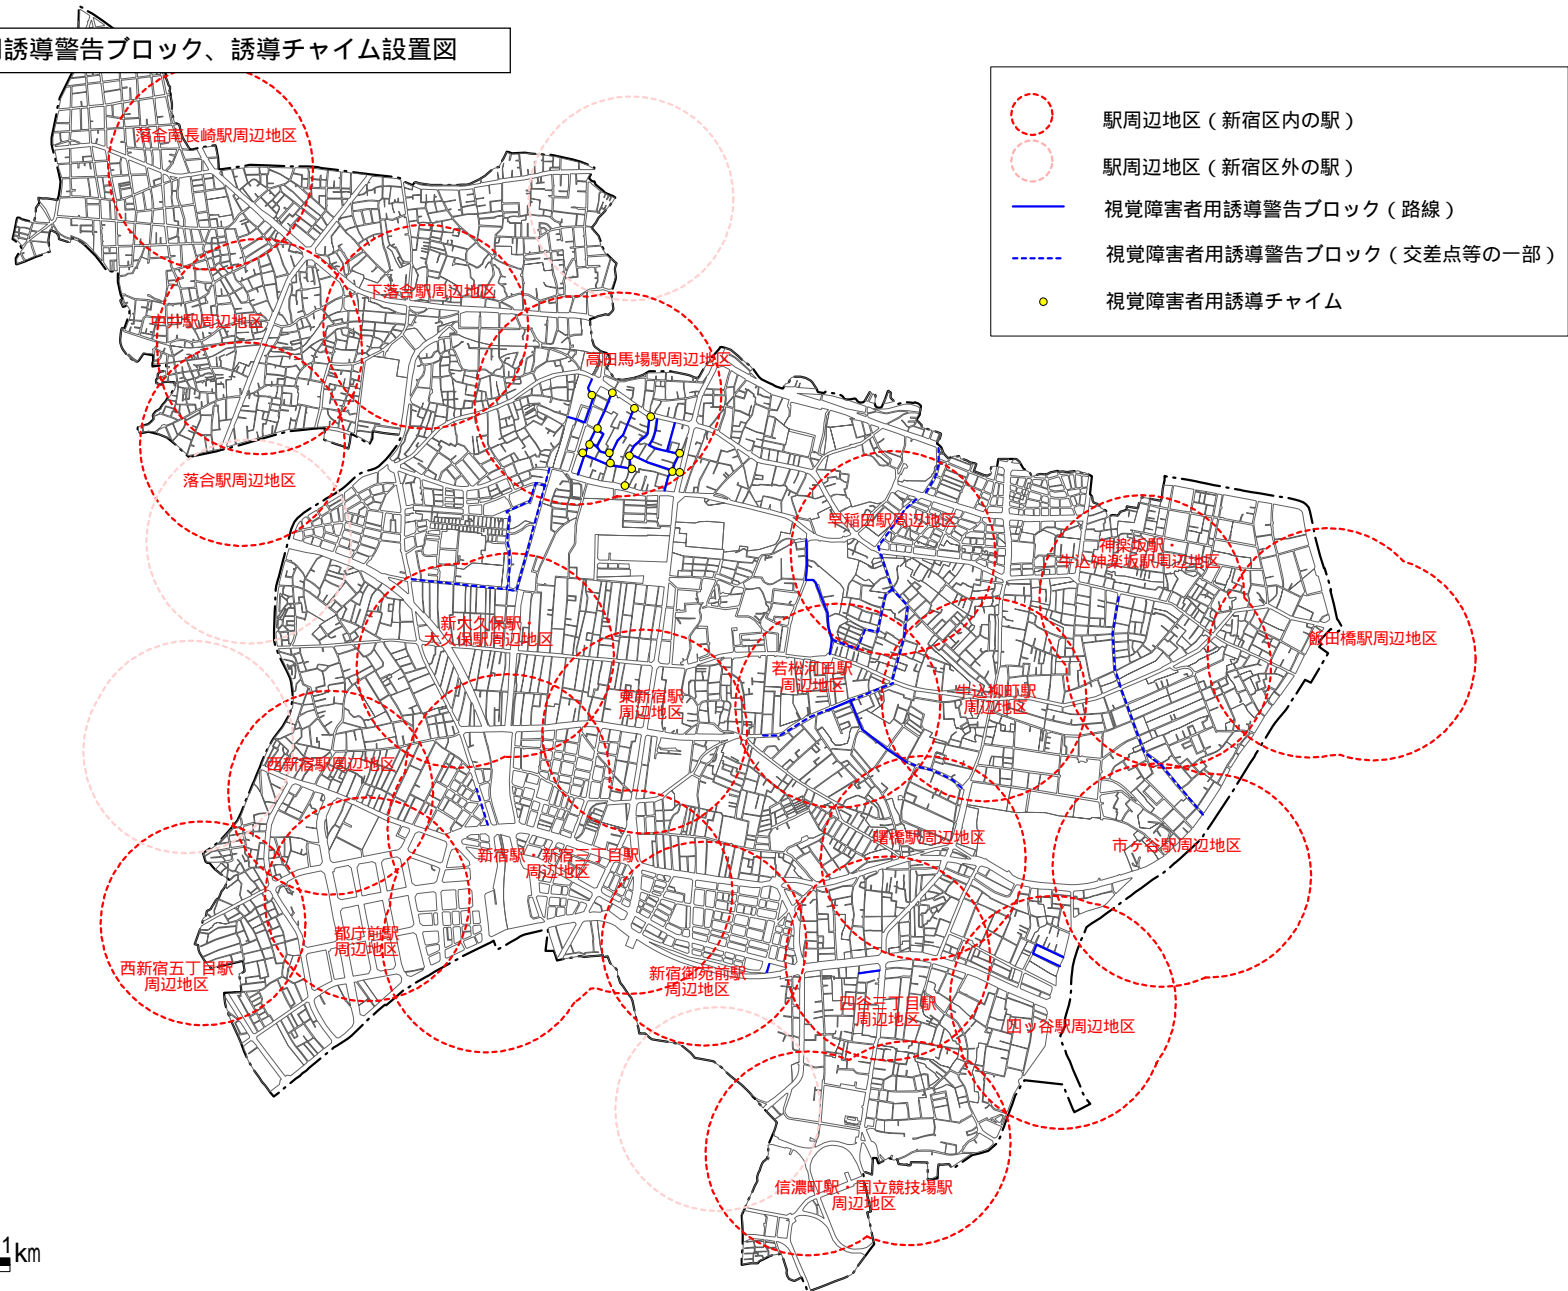 誘導警告ブロック、誘導チャイム設置図
駅周辺地区（新宿区内の駅）
駅周辺地区（新宿区外の駅）
視覚障害者用誘導警告ブロック（路線）
視覚障害者用誘導警告ブロック（交差点等の一部）
視覚障害者用誘導チャイム
落合南長崎駅周辺地区
下落合駅周辺地区
中井駅周辺地区
高田馬場駅周辺地区
落合駅周辺地区
早稲田駅周辺地区
神楽坂駅・
牛込神楽坂駅周辺地区
新大久保駅・
大久保駅周辺地区
飯田橋駅周辺地区
若松河田駅
周辺地区
東新宿駅
周辺地区
牛込柳町駅
周辺地区
西新宿駅周辺地区
曙橋駅周辺地区
市ケ谷駅周辺地区
新宿駅・新宿三丁目駅
周辺地区
都庁前駅
周辺地区
西新宿五丁目駅
周辺地区
新宿御苑前駅
周辺地区
四谷三丁目駅
周辺地区
四ッ谷駅周辺地区
信濃町駅・国立競技場駅
周辺地区
1km